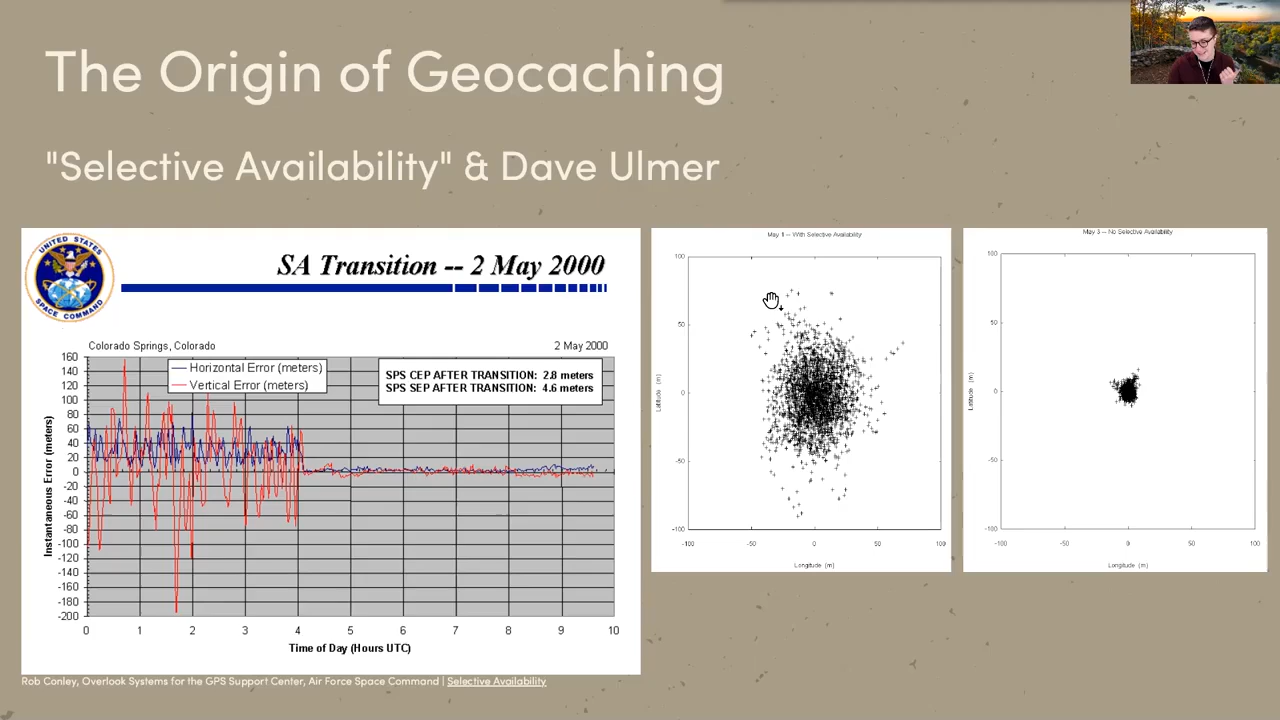 The Origin of Geocaching
"Selective Availability" & Dave Ulmer
UNITED STATES
SPACE COMMAND
SA Transition -- 2 May 2000
Colorado Springs, Colorado
2 May 2000
Horizontal Error (meters)
Vertical Error (meters)
SPS CEP AFTER TRANSITION: 2.8 meters
SPS SEP AFTER TRANSITION: 4.6 meters
Instantaneous Error (meters)
160
140
120
100
80
60
40
20
0
-20
-40
-60
-80
-100
-120
-140
-160
-180
-200
0 1 2 3 4 5 6 7 8 9 10
Time of Day (Hours UTC)
May 1 -- With Selective Availability
Latitude (m)
100
50
0
-50
-100
-100 -50 0 50 100
Longitude (m)
May 3 -- No Selective Availability
Latitude (m)
100
50
0
-50
-100
-100 -50 0 50 100
Longitude (m)
Rob Conley, Overlook Systems for the GPS Support Center, Air Force Space Command | Selective Availability